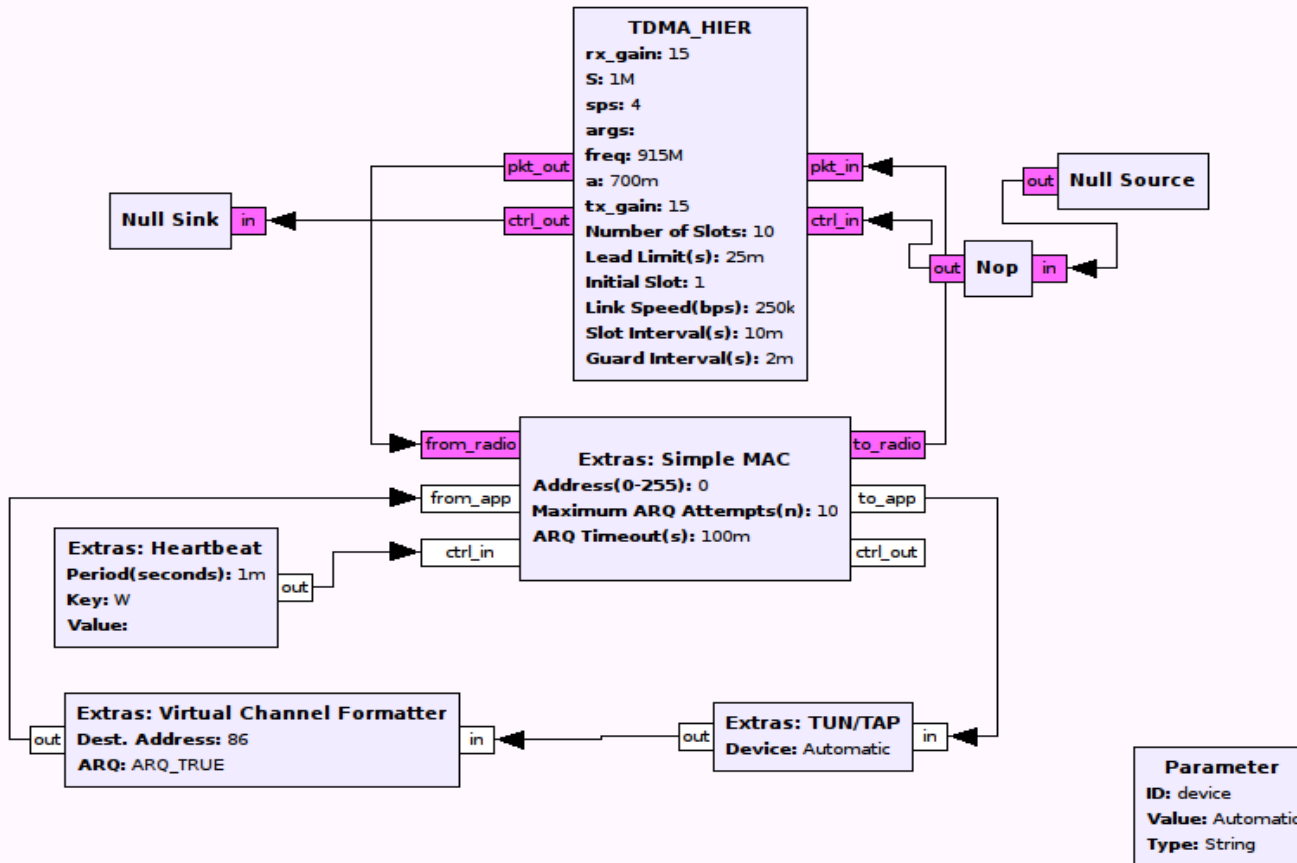 TDMA_HIER
rx_gain: 15
S: 1M
sps: 4
args:
freq: 915M
a: 700m
tx_gain: 15
Number of Slots: 10
Lead Limit(s): 25m
Initial Slot: 1
Link Speed(bps): 250k
Slot Interval(s): 10m
Guard Interval(s): 2m
pkt_out
ctrl_out
pkt_in
ctrl_in
Null Sink
in
out
Null Source
out
Nop
in
from_radio
from_app
ctrl_in
Extras: Simple MAC
Address(0-255): 0
Maximum ARQ Attempts(n): 10
ARQ Timeout(s): 100m
to_radio
to_app
ctrl_out
Extras: Heartbeat
Period(seconds): 1m
Key: W
Value:
out
out
Extras: Virtual Channel Formatter
Dest. Address: 86
ARQ: ARQ_TRUE
in
out
Extras: TUN/TAP
Device: Automatic
in
Parameter
ID: device
Value: Automatic
Type: String